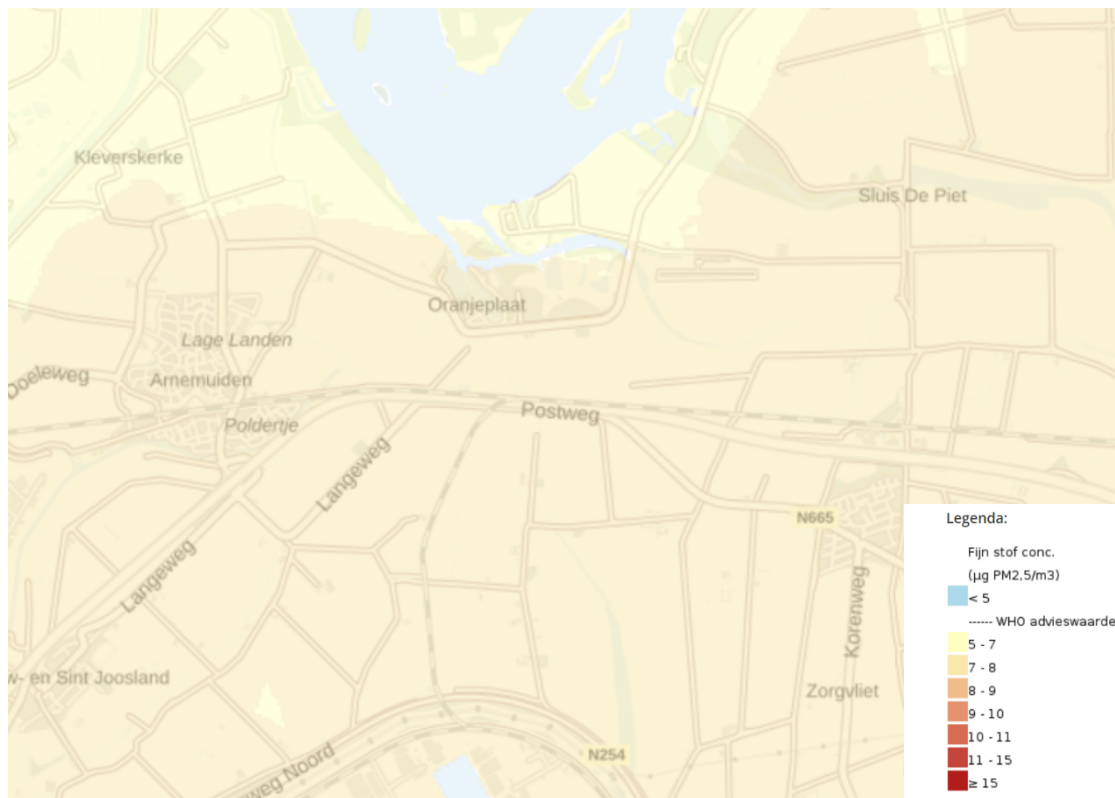 Kleverskerke
Sluis De Piet
Oranjeplaat
Lage Landen
Doeleweg
Arnemuiden
Postweg
Poldertje
Langeweg
N665
Langeweg
Korenweg
w- en Sint Joosland
Zorgvliet
N254
weg Noord
Legenda:
Fijn stof conc.
(µg PM2,5/m3)
< 5
------ WHO advieswaarde
5 - 7
7 - 8
8 - 9
9 - 10
10 - 11
11 - 15
≥ 15